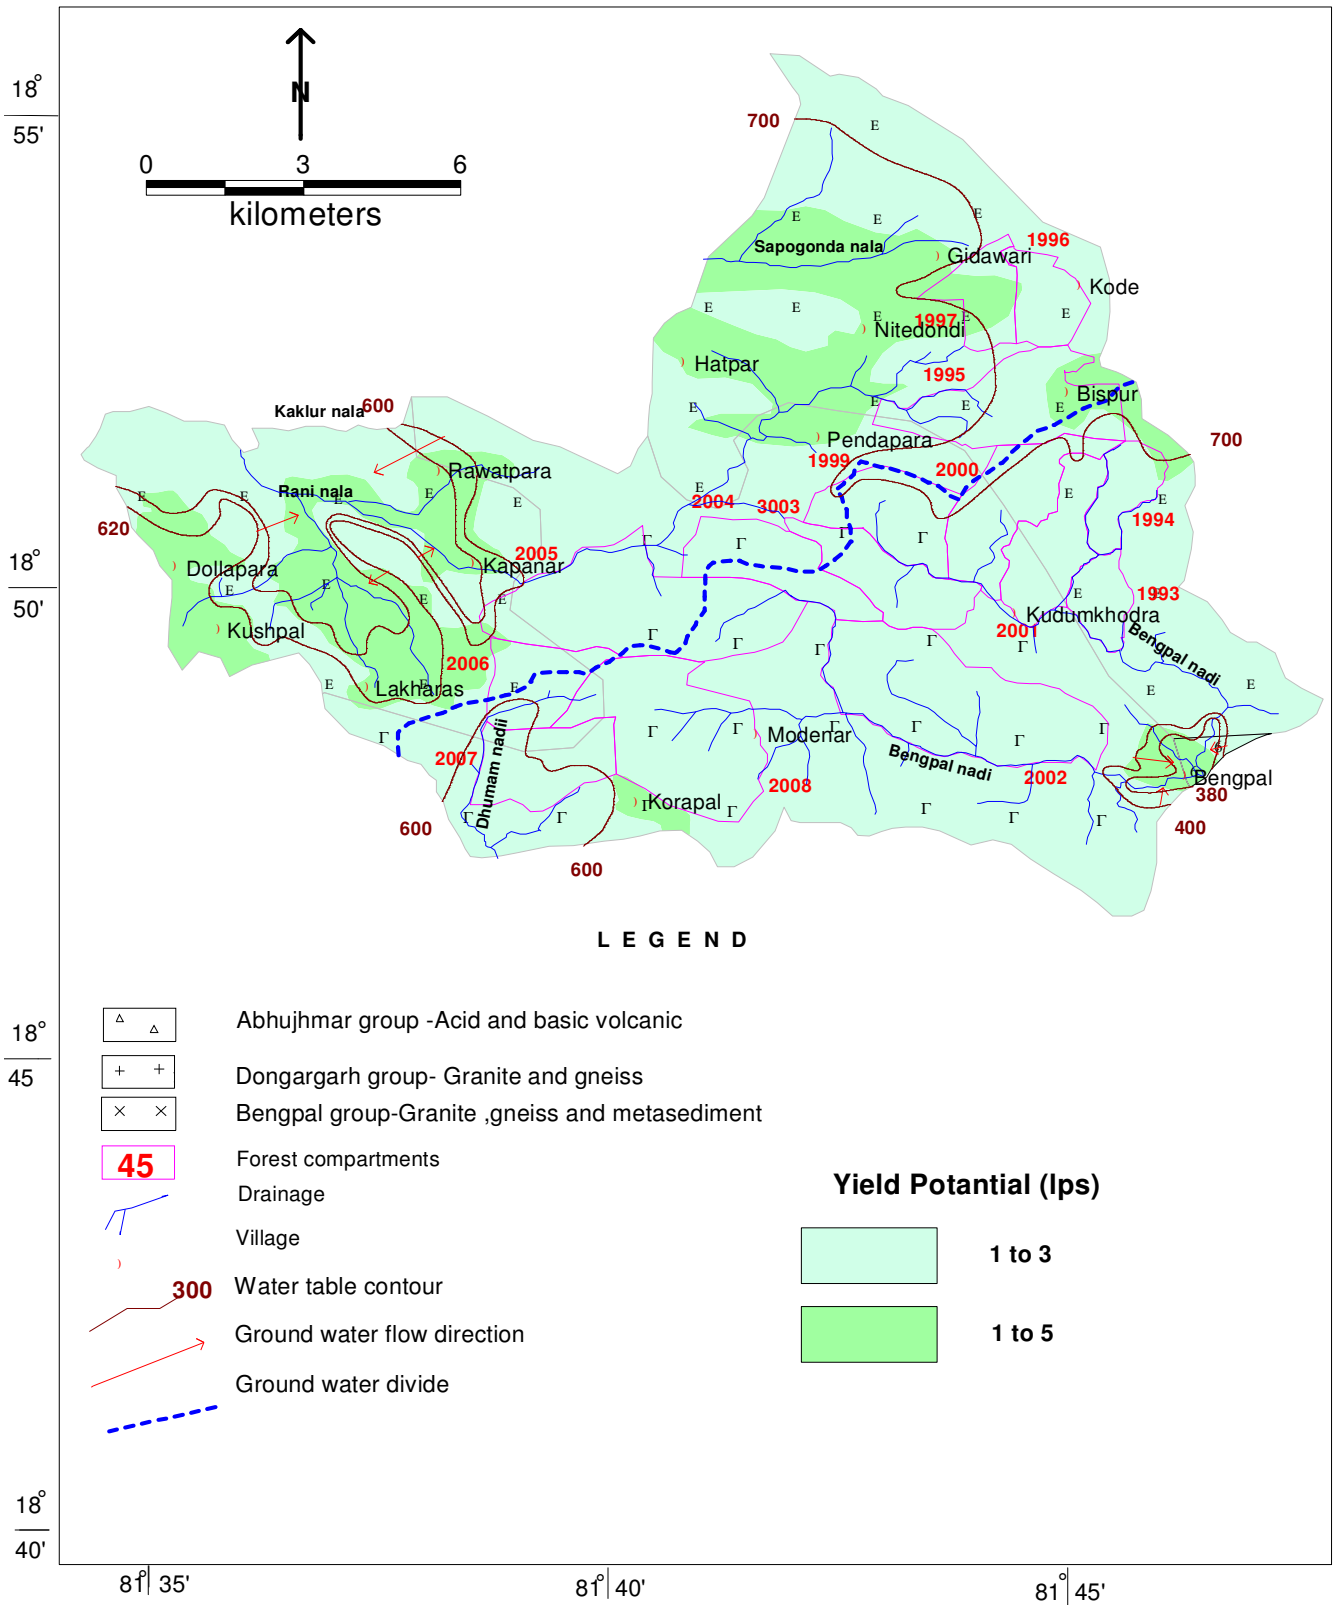 18°
55'
N
0 3 6
kilometers
700
E
E E E
1996
Sapogonda nala
Gidawari
Kode
E E E E E
1997
Nitedondi
Hatpar
1995
Bispur
E E E E
Kaklur nala
600
Pendapara
700
1999
2000
Rawatpara
Rani nala
E E E E E E E E
620
2004
3003
1994
18°
50'
Γ Γ Γ Γ
2005
Dollapara
Kapanar
E E E E E E E
1993
Kudumkhodra
Kushpal
2001
Γ Γ Γ Γ Γ
Bengpal nadi
2006
Lakharas
E E E E E
Γ Γ Γ Γ Γ Γ Γ
Modenar
Dhumam nadii
2007
Bengpal nadi
2002
Bengpal
2008
380
Korapal
Γ Γ Γ Γ Γ Γ Γ
600
400
600
L E G E N D
Abhujhmar group -Acid and basic volcanic
18°
45
Dongargarh group- Granite and gneiss
Bengpal group-Granite ,gneiss and metasediment
45
Forest compartments
Drainage
Village
300
Water table contour
Ground water flow direction
Ground water divide
Yield Potantial (lps)
1 to 3
1 to 5
18°
40'
81° 35'
81° 40'
81° 45'